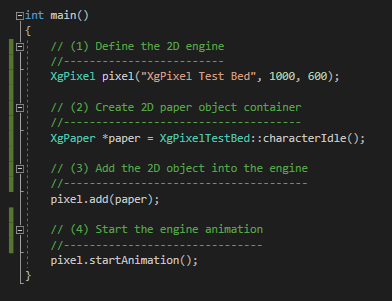 int main()
{
// (1) Define the 2D engine
//------------------------
XgPixel pixel("XgPixel Test Bed", 1000, 600);
// (2) Create 2D paper object container
//------------------------------------
XgPaper *paper = XgPixelTestBed::characterIdle();
// (3) Add the 2D object into the engine
//-------------------------------------
pixel.add(paper);
// (4) Start the engine animation
//------------------------------
pixel.startAnimation();
}